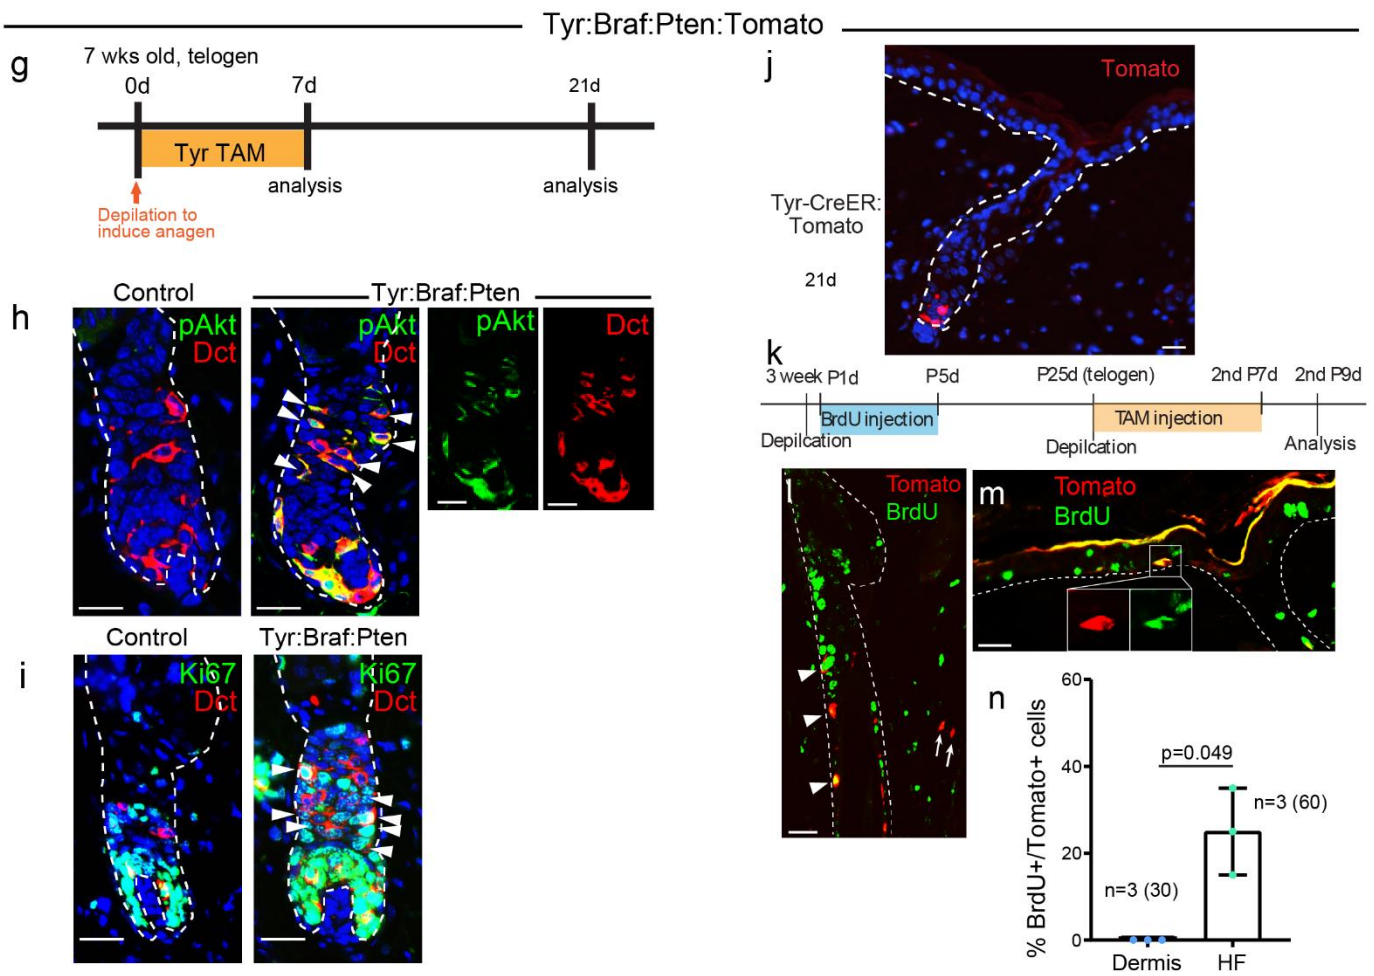 Tyr:Braf:Pten:Tomato
g
7 wks old, telogen
0d
7d
21d
Tyr TAM
analysis
analysis
Depilation to
induce anagen
h
Control
Tyr:Braf:Pten
pAkt
Dct
pAkt
Dct
pAkt
Dct
i
Control
Tyr:Braf:Pten
Ki67
Dct
Ki67
Dct
j
Tomato
Tyr-CreER:
Tomato
21d
k
3 week P1d
P5d
P25d (telogen)
2nd P7d
2nd P9d
BrdU injection
TAM injection
Depilcation
Depilcation
Analysis
l
Tomato
BrdU
m
Tomato
BrdU
n
% BrdU+/Tomato+ cells
60
40
20
0
p=0.049
n=3 (60)
n=3 (30)
Dermis
HF